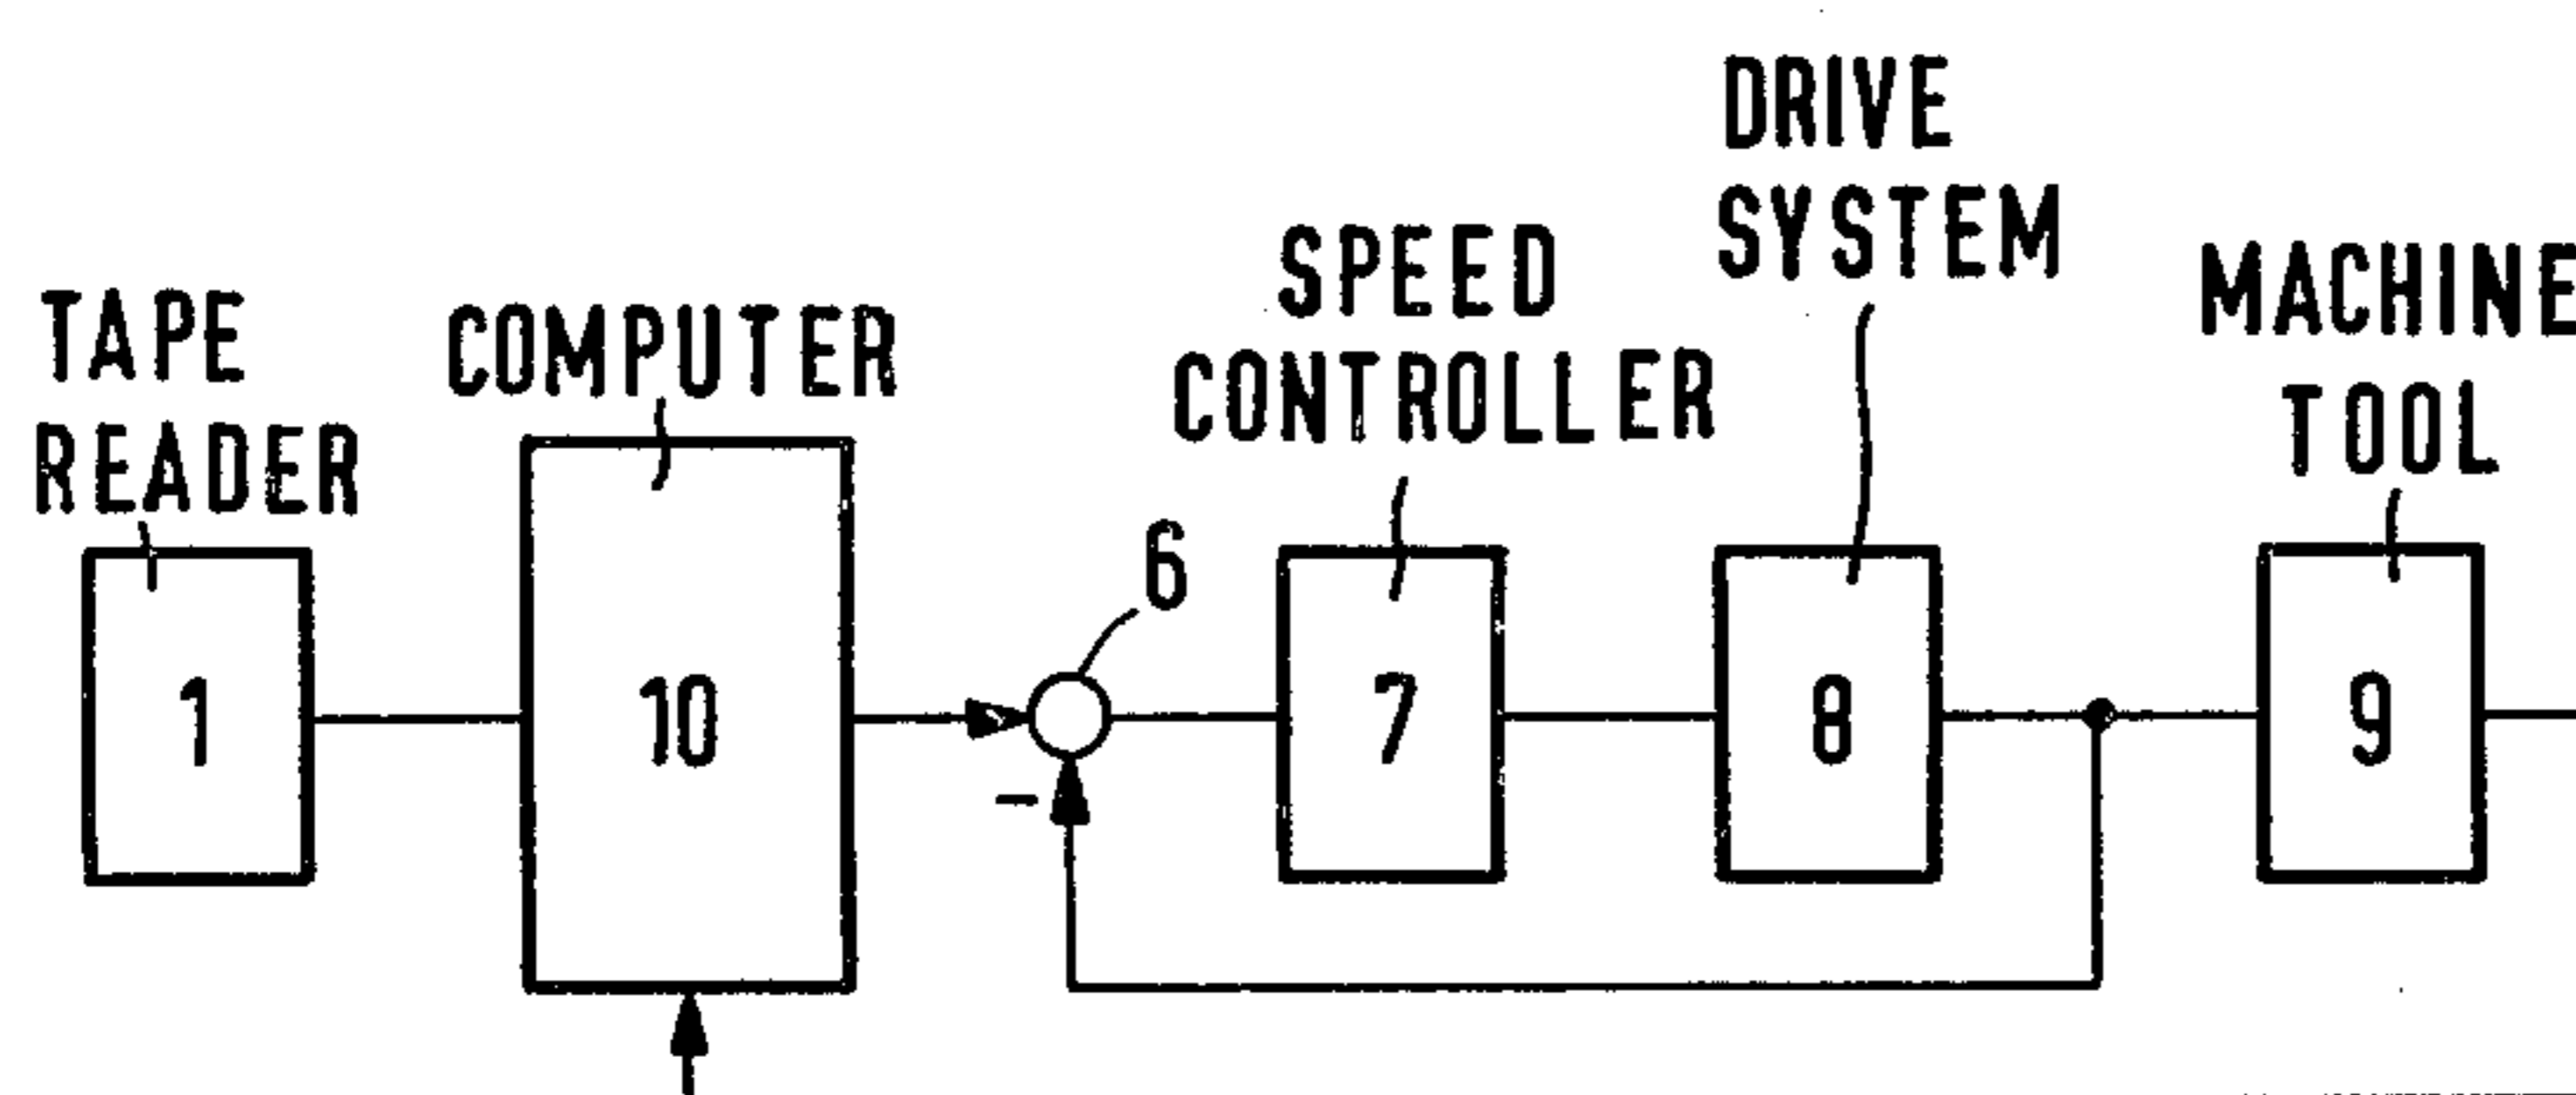 TAPE
READER
COMPUTER
SPEED
CONTROLLER
DRIVE
SYSTEM
MACHINE
TOOL
6
1
10
7
8
9
-